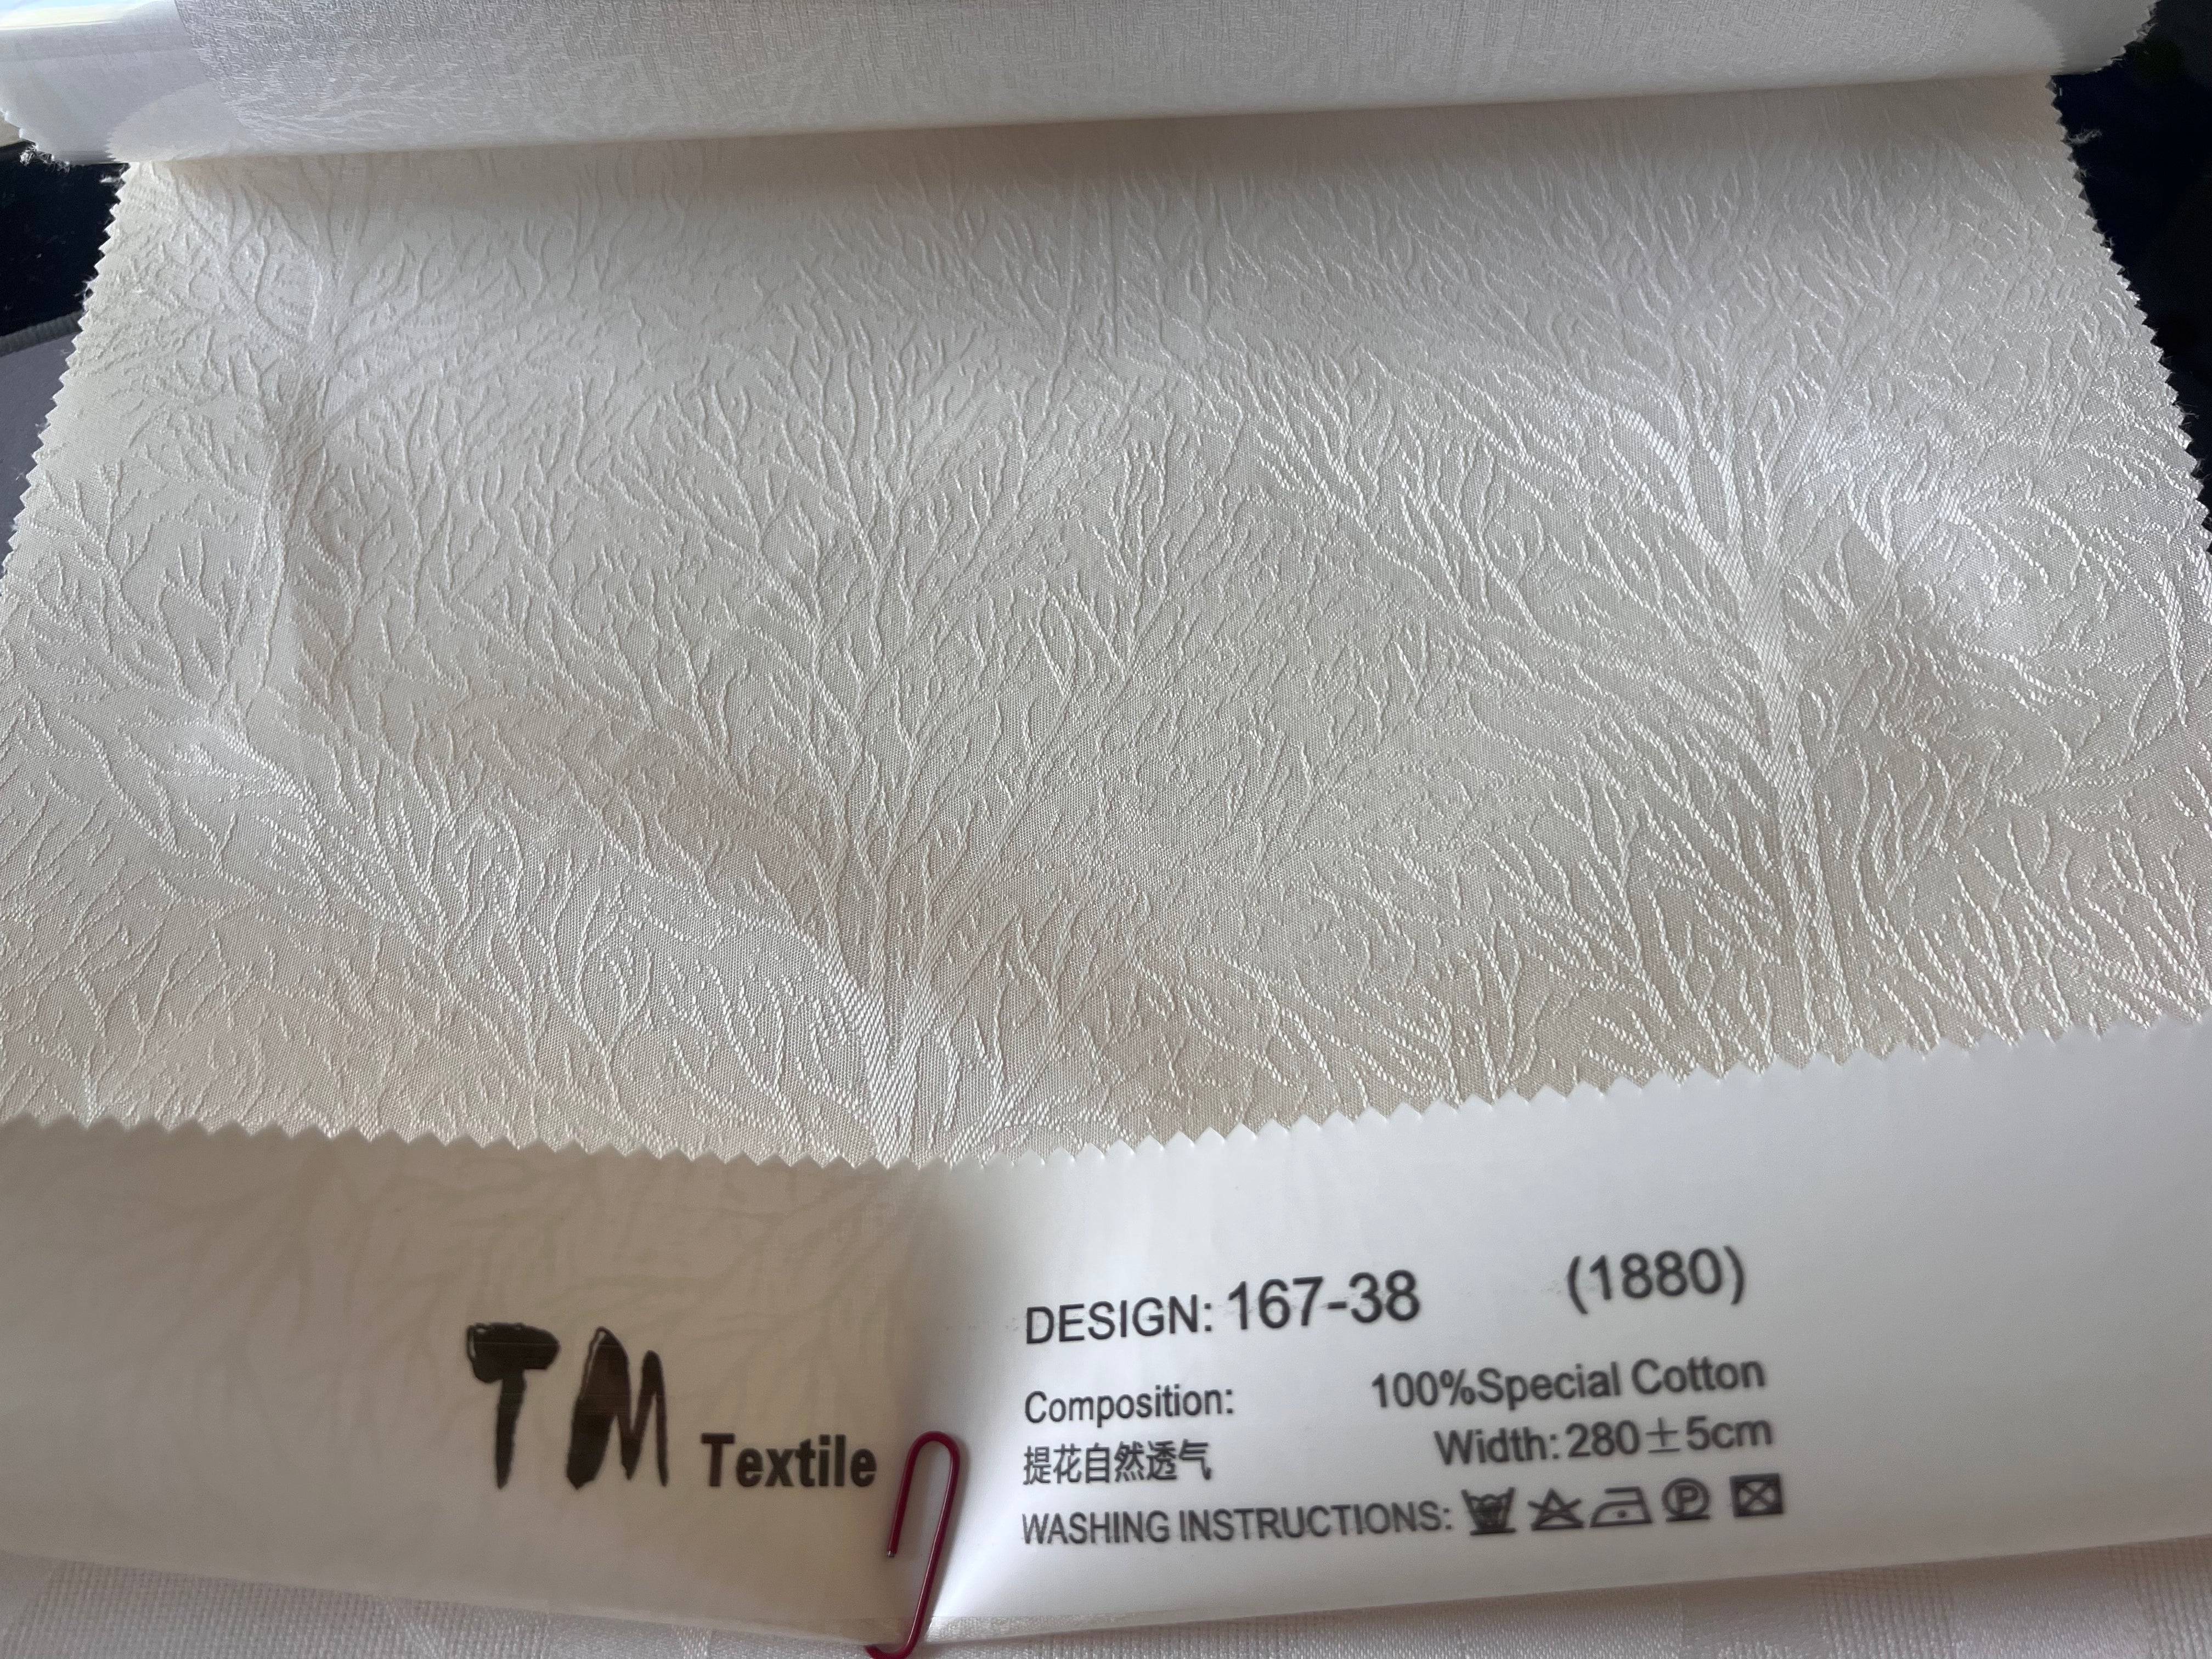 TM Textile
DESIGN: 167-38 (1880)
Composition: 100%Special Cotton
提花自然透气 Width: 280±5cm
WASHING INSTRUCTIONS: P